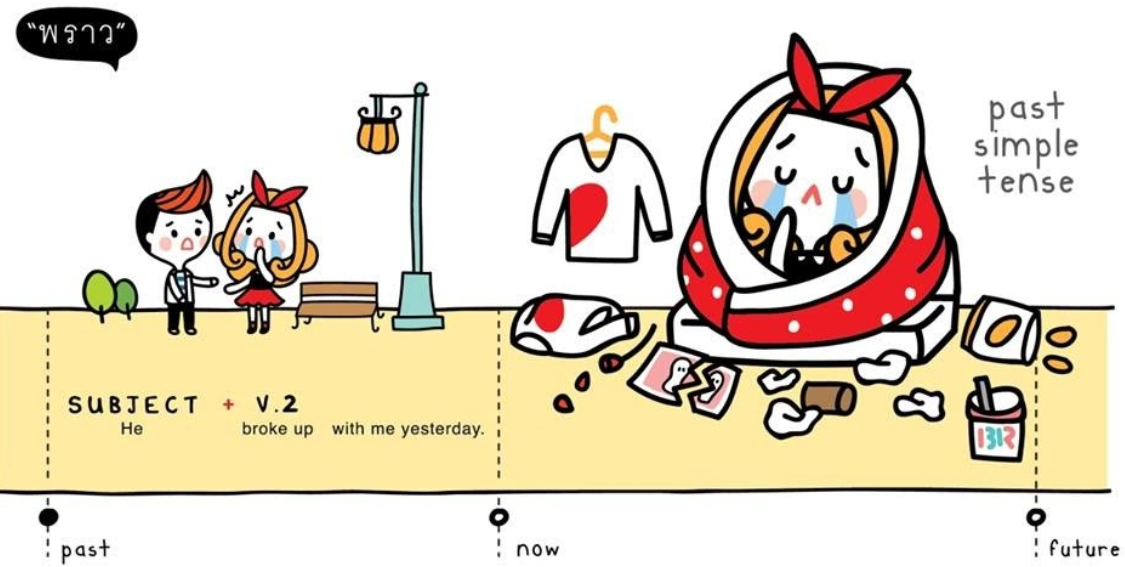 "พราว"
past
simple
tense
SUBJECT + V.2
He broke up with me yesterday.
past
now
future